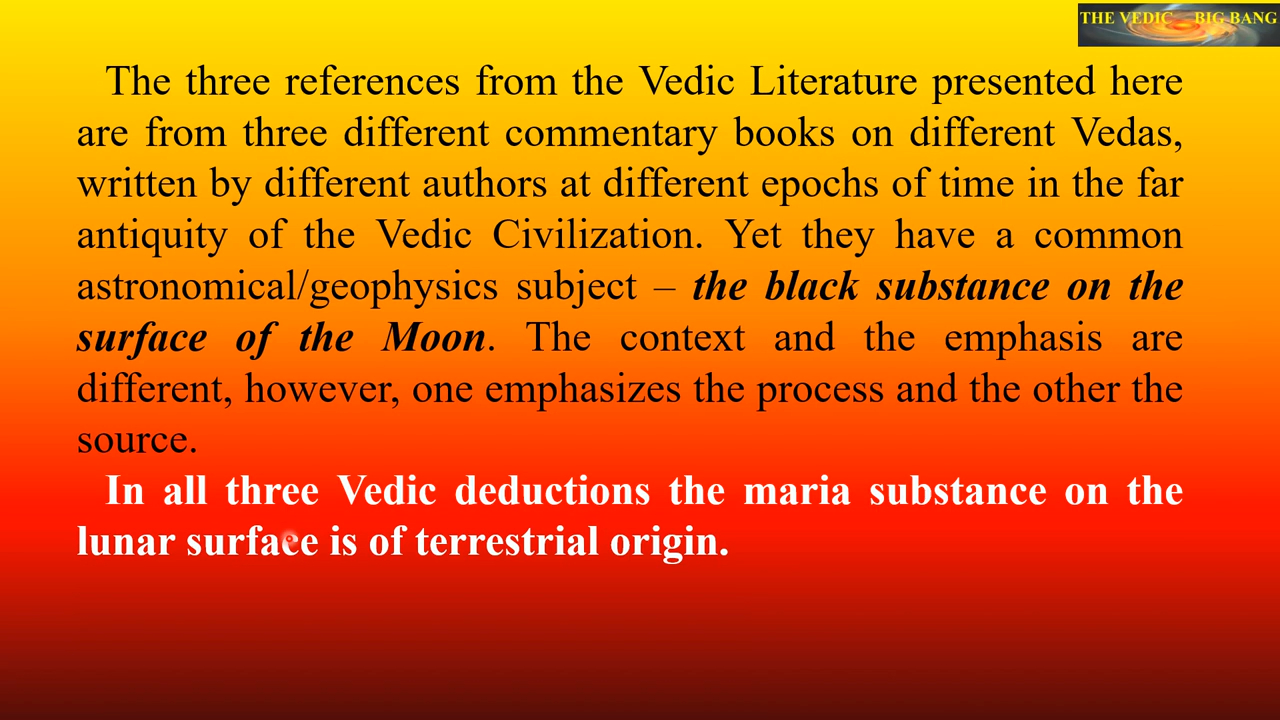 THE VEDIC BIG BANG
The three references from the Vedic Literature presented here
are from three different commentary books on different Vedas,
written by different authors at different epochs of time in the far
antiquity of the Vedic Civilization. Yet they have a common
astronomical/geophysics subject – the black substance on the
surface of the Moon. The context and the emphasis are
different, however, one emphasizes the process and the other the
source.
In all three Vedic deductions the maria substance on the
lunar surface is of terrestrial origin.